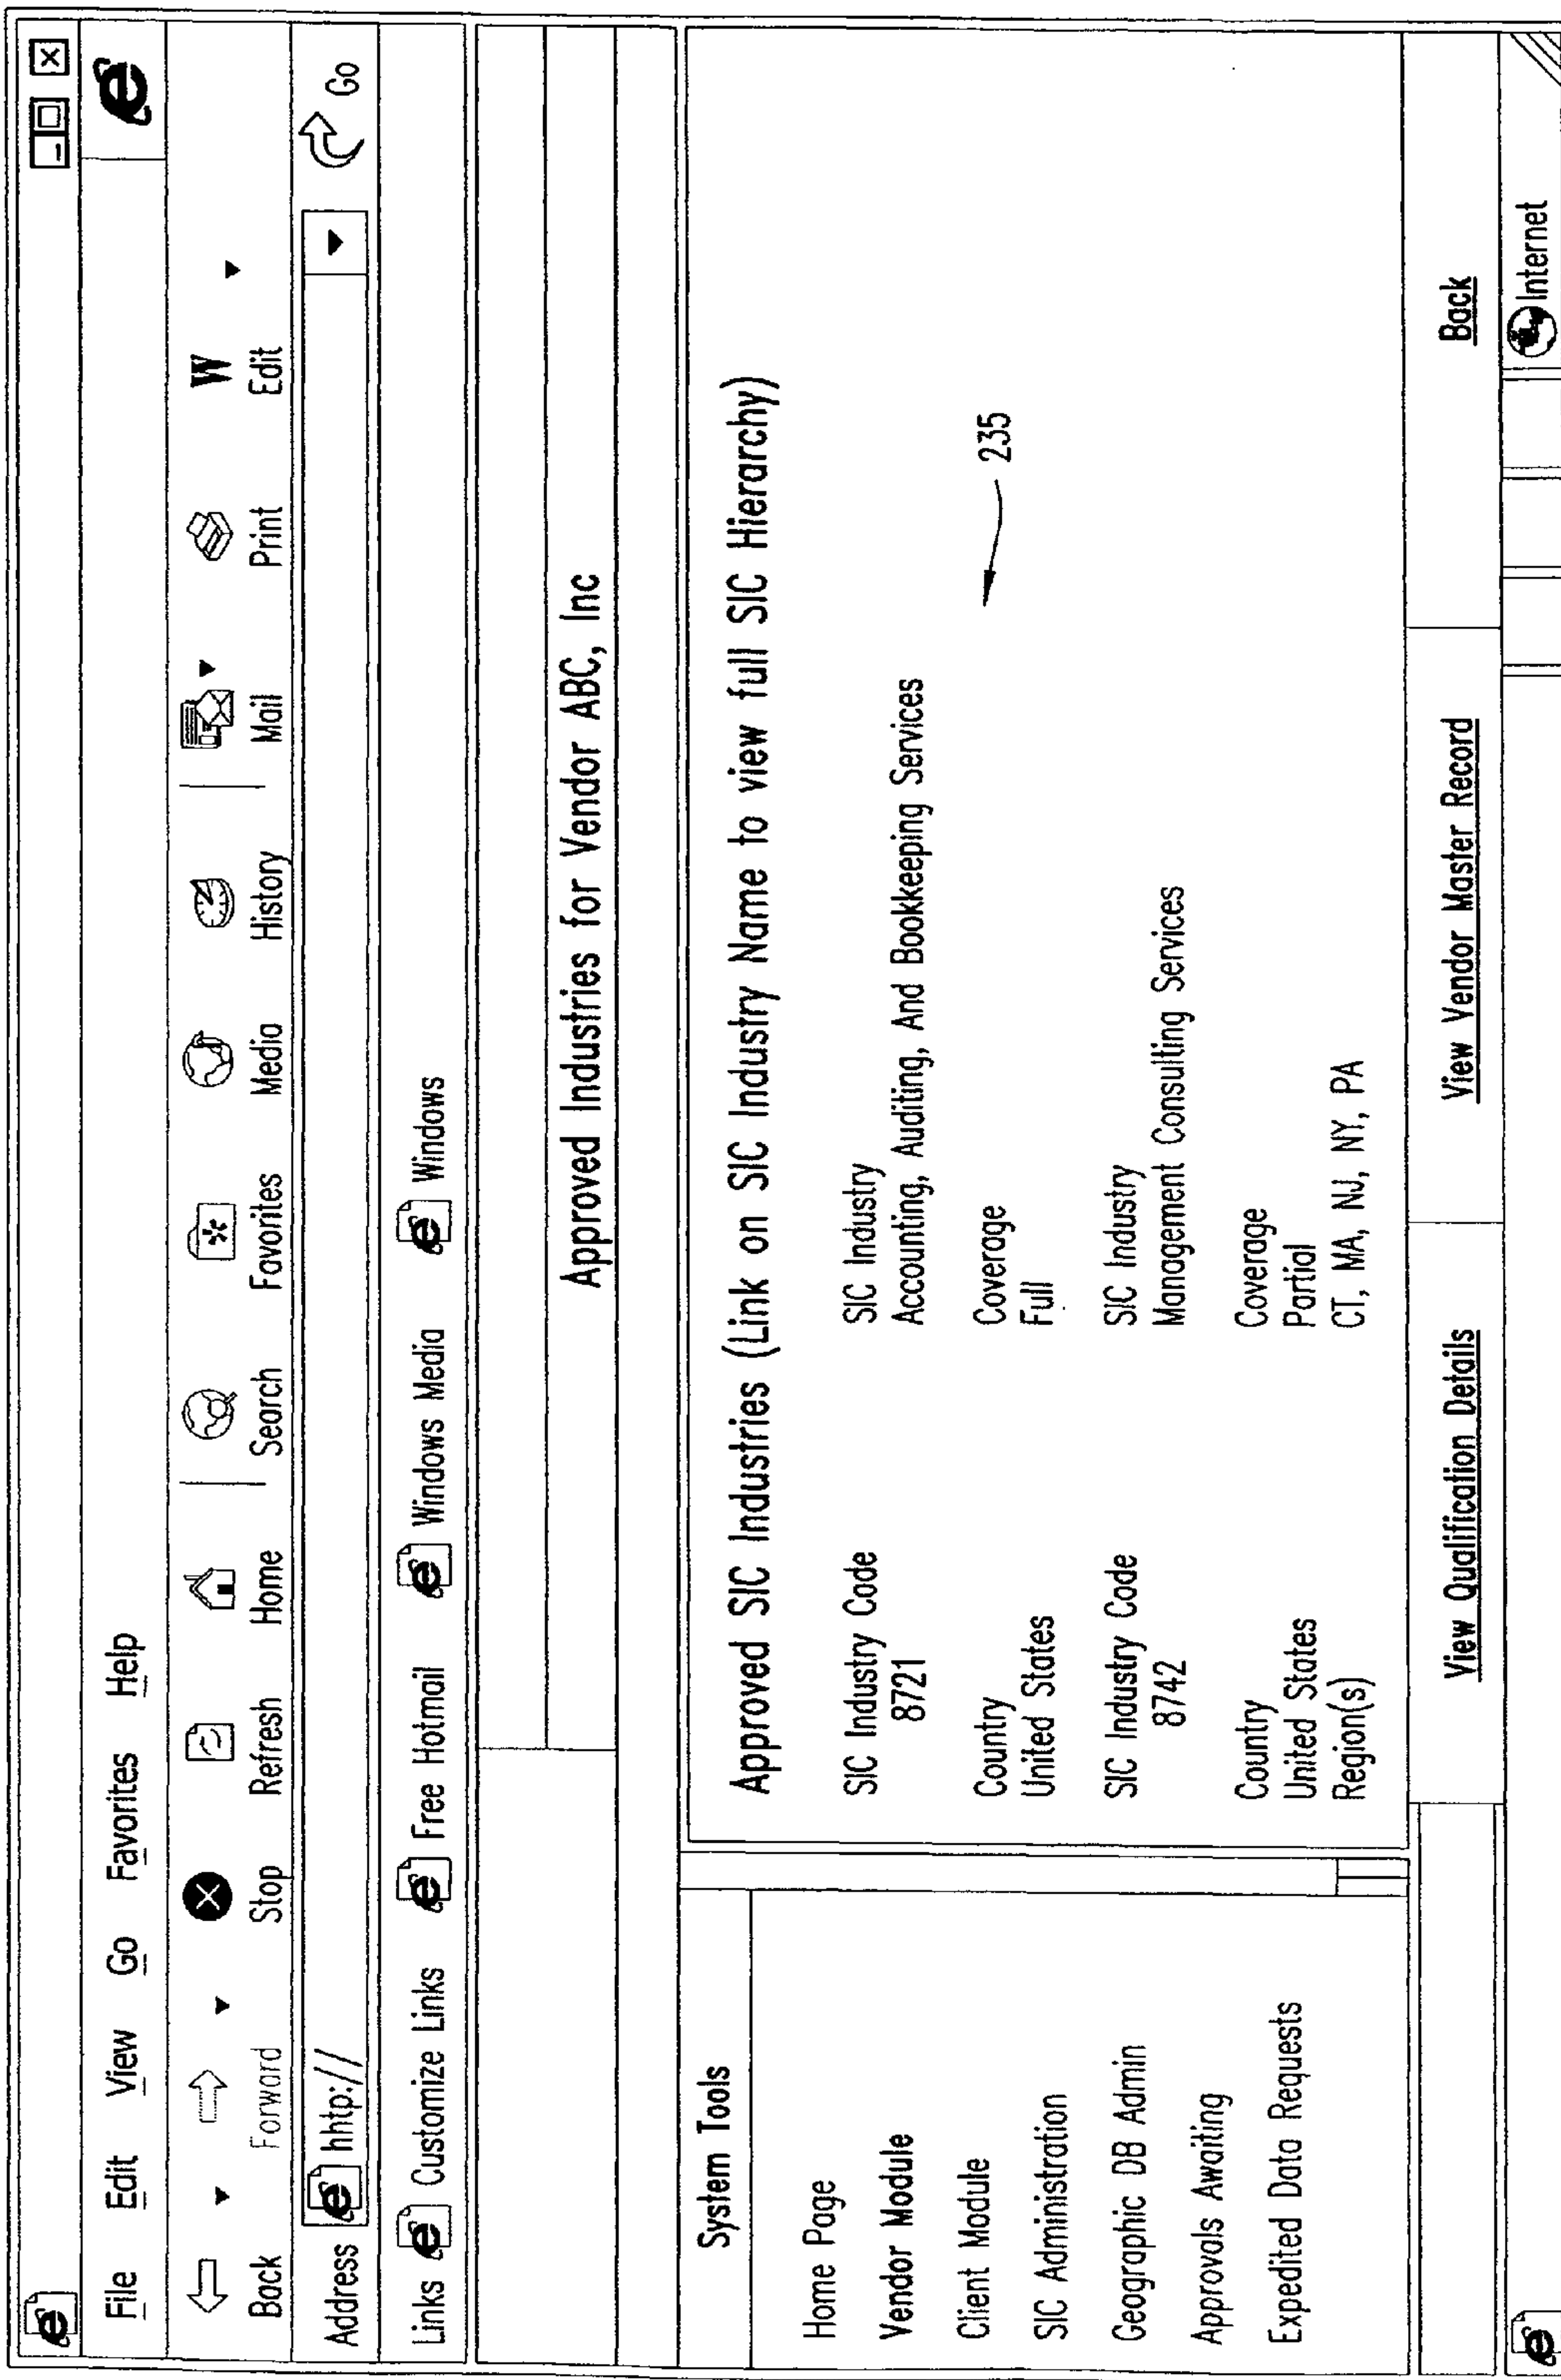 File Edit View Go Favorites Help
Back Forward Stop Refresh Home Search Favorites Media History Mail Print Edit
Address hhtp:// Go
Links Customize Links Free Hotmail Windows Media Windows
Approved Industries for Vendor ABC, Inc
System Tools
Home Page
Vendor Module
Client Module
SIC Administration
Geographic DB Admin
Approvals Awaiting
Expedited Data Requests
Approved SIC Industries (Link on SIC Industry Name to view full SIC Hierarchy)
SIC Industry Code SIC Industry
8721 Accounting, Auditing, And Bookkeeping Services
Country Coverage
United States Full
235
SIC Industry Code SIC Industry
8742 Management Consulting Services
Country Coverage
United States Partial
Region(s) CT, MA, NJ, NY, PA
View Qualification Details View Vendor Master Record Back
Internet